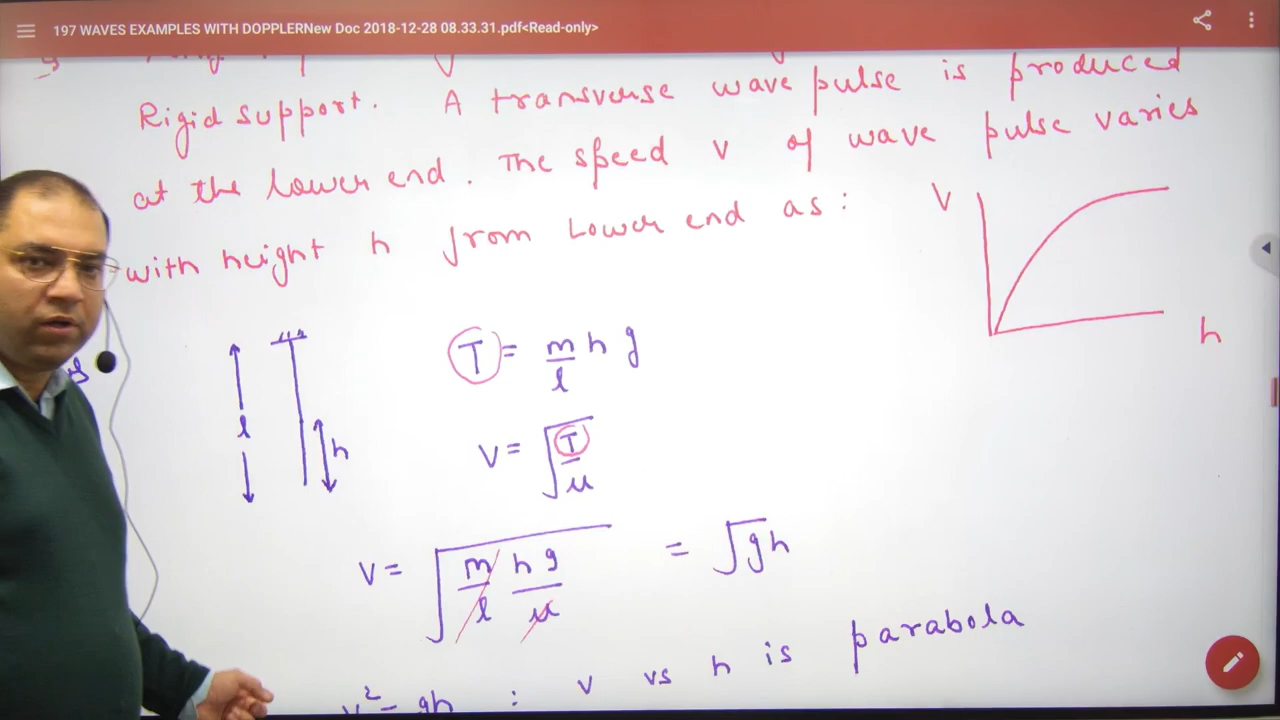 197 WAVES EXAMPLES WITH DOPPLERNew Doc 2018-12-28 08.33.31.pdf<Read-only>
Rigid support. A transverse wave pulse is produced
at the lower end. The speed v of wave pulse varies
with height h from Lower end as:
V
h
l
h
T = m/l h g
V = √(T/μ)
V = √(m/l hg/μ) = √gh
v² = gh : v vs h is parabola